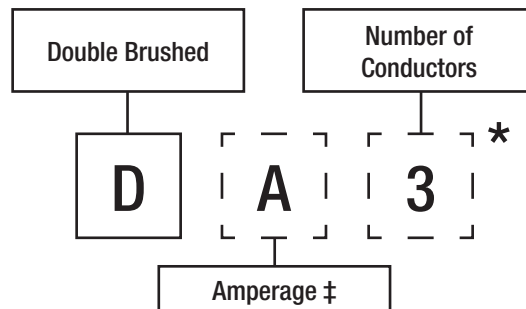 Double Brushed
Number of
Conductors
D A 3 *
Amperage ‡